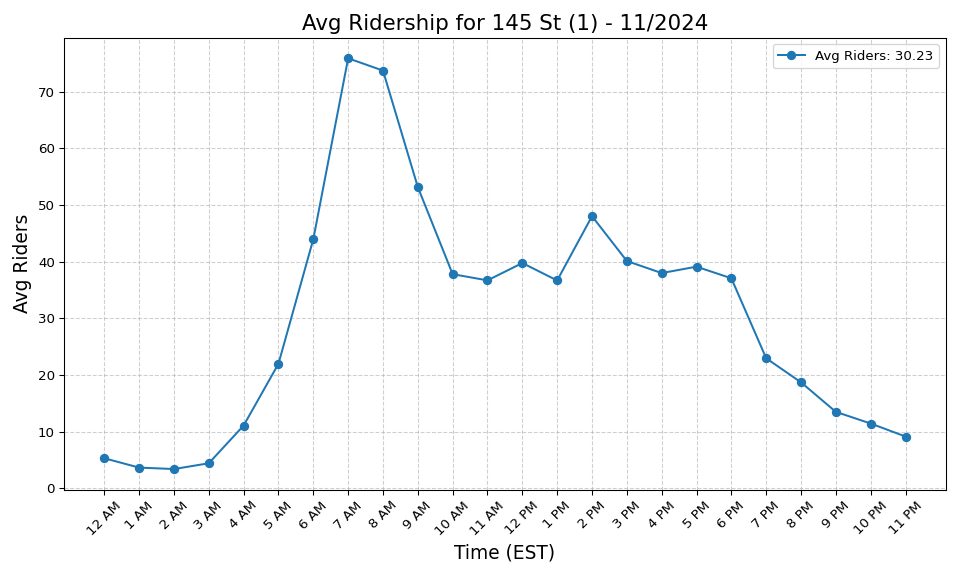 Avg Ridership for 145 St (1) - 11/2024
Avg Riders: 30.23
Avg Riders
70
60
50
40
30
20
10
0
12 AM
1 AM
2 AM
3 AM
4 AM
5 AM
6 AM
7 AM
8 AM
9 AM
10 AM
11 AM
12 PM
1 PM
2 PM
3 PM
4 PM
5 PM
6 PM
7 PM
8 PM
9 PM
10 PM
11 PM
Time (EST)